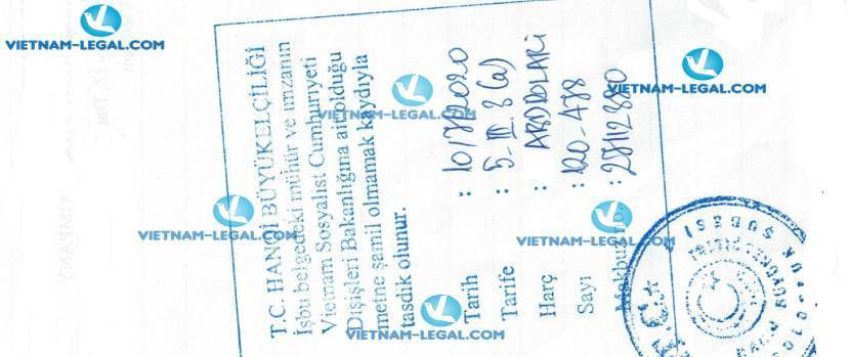 T.C. HANOİ BÜYÜKELÇİLİĞİ
İşbu belgedeki mühür ve imzanın
Vietnam Sosyalist Cumhuriyeti
Dışişleri Bakanlığına ait olduğu
metne şamil olmamak kaydıyla
tasdik olunur.
Tarih : 10/7/2020
Tarife : 5-III. 8 (a)
Harç :
Sayı : 120-478
Makbuz no. :
VIETNAM-LEGAL.COM
VIETNAM-LEGAL.COM
VIETNAM-LEGAL.COM
VIETNAM-LEGAL.COM
VIETNAM-LEGAL.COM
VIETNAM-LEGAL.COM